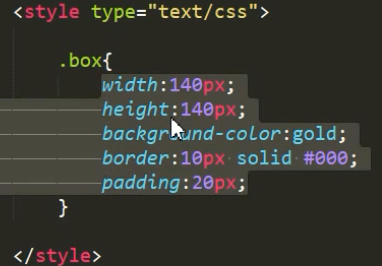 <style type="text/css">
.box{
width:140px;
height:140px;
background-color:gold;
border:10px solid #000;
padding:20px;
}
</style>